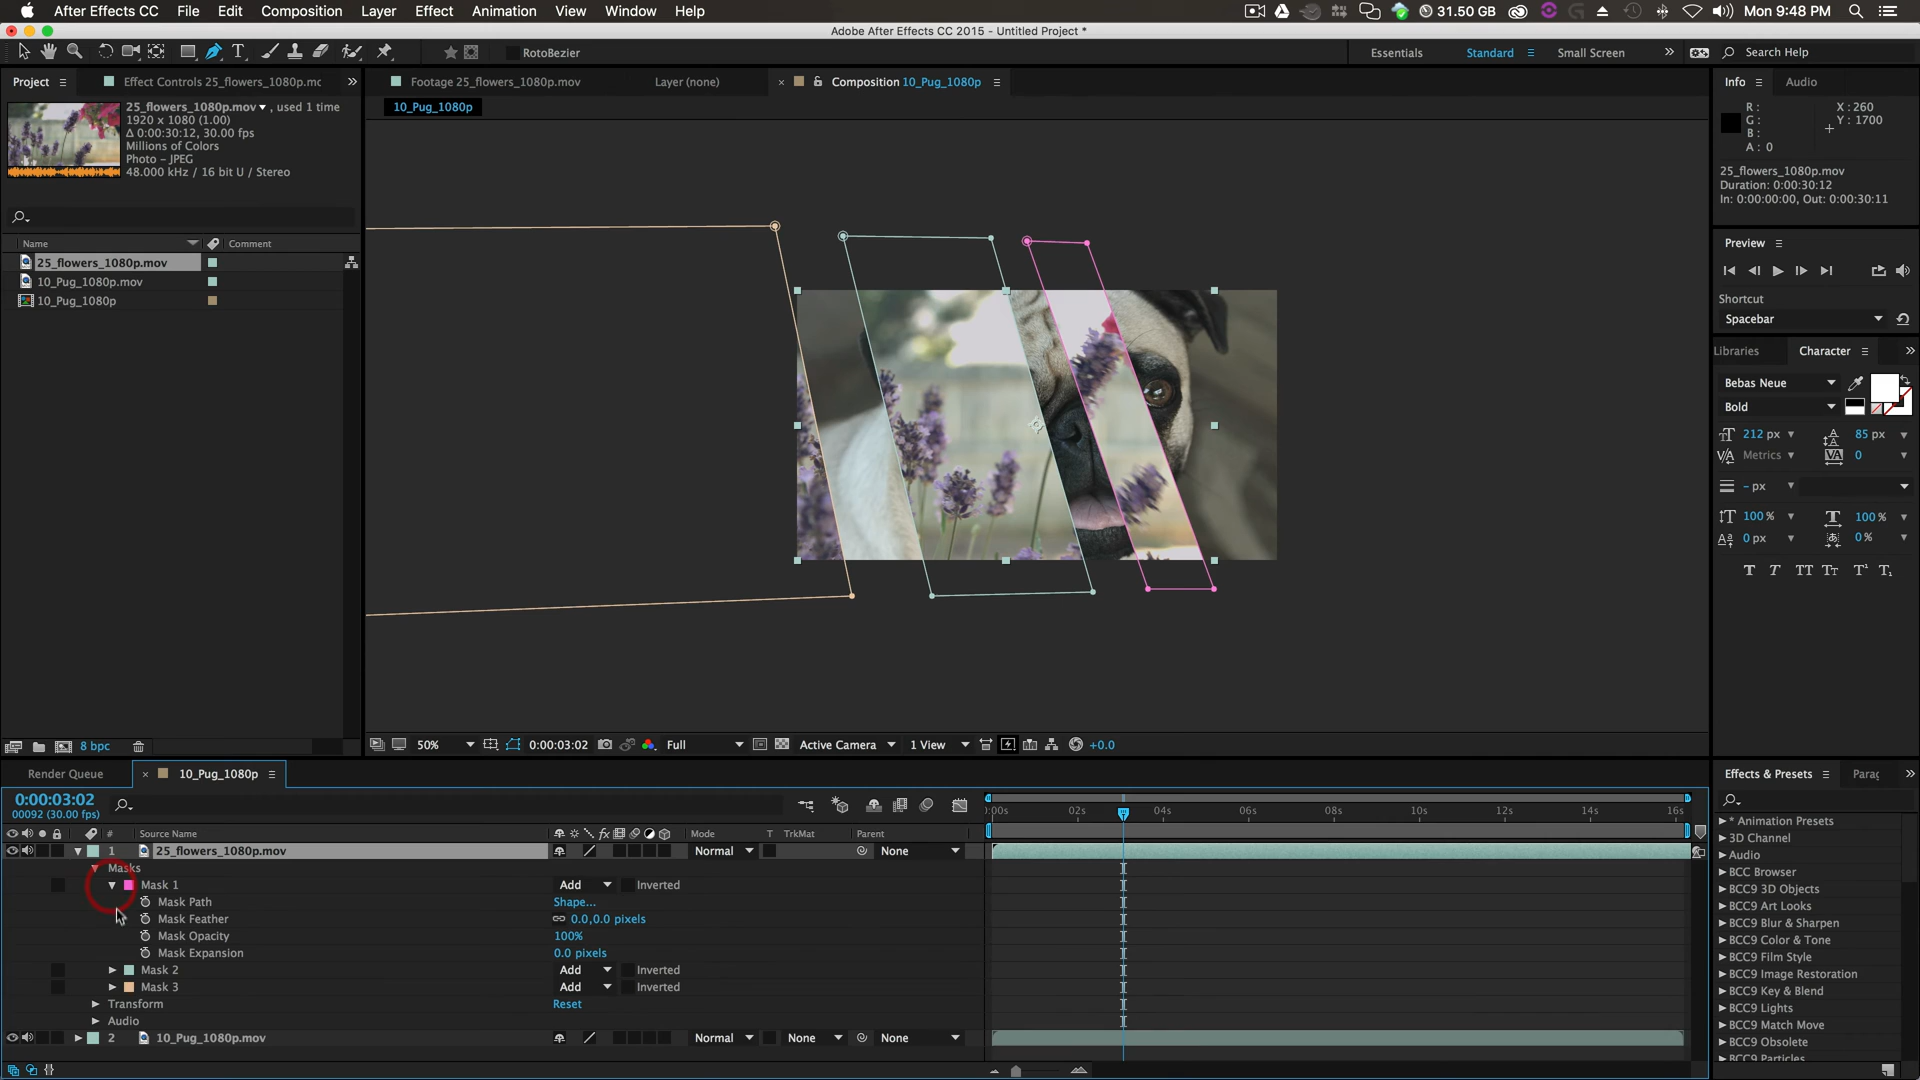 After Effects CC File Edit Composition Layer Effect Animation View Window Help 31.50 GB Mon 9:48 PM
Adobe After Effects CC 2015 - Untitled Project *
T RotoBezier Essentials Standard Small Screen Search Help
Project Effect Controls 25_flowers_1080p.mc Footage 25_flowers_1080p.mov Layer (none) Composition 10_Pug_1080p Info Audio
25_flowers_1080p.mov , used 1 time
1920 x 1080 (1.00)
Δ 0:00:30:12, 30.00 fps
Millions of Colors
Photo - JPEG
48.000 kHz / 16 bit U / Stereo
10_Pug_1080p
R :
G :
B :
A : 0
X : 260
Y : 1700
25_flowers_1080p.mov
Duration: 0:00:30:12
In: 0:00:00:00, Out: 0:00:30:11
Name Comment
25_flowers_1080p.mov
10_Pug_1080p.mov
10_Pug_1080p
Preview
Shortcut
Spacebar
Libraries Character
Bebas Neue
Bold
212 px 85 px
Metrics 0
- px
100 % 100 %
0 px 0 %
T T TT Tт T¹ T₁
8 bpc 50% 0:00:03:02 Full Active Camera 1 View +0.0
Render Queue 10_Pug_1080p
0:00:03:02
00092 (30.00 fps)
:00s 02s 04s 06s 08s 10s 12s 14s 16s
# Source Name fx Mode T TrkMat Parent
1 25_flowers_1080p.mov Normal None
Masks
Mask 1 Add Inverted
Mask Path Shape...
Mask Feather 0.0,0.0 pixels
Mask Opacity 100%
Mask Expansion 0.0 pixels
Mask 2 Add Inverted
Mask 3 Add Inverted
Transform Reset
Audio
2 10_Pug_1080p.mov Normal None None
Effects & Presets Parag
* Animation Presets
3D Channel
Audio
BCC Browser
BCC9 3D Objects
BCC9 Art Looks
BCC9 Blur & Sharpen
BCC9 Color & Tone
BCC9 Film Style
BCC9 Image Restoration
BCC9 Key & Blend
BCC9 Lights
BCC9 Match Move
BCC9 Obsolete
BCC9 Particles